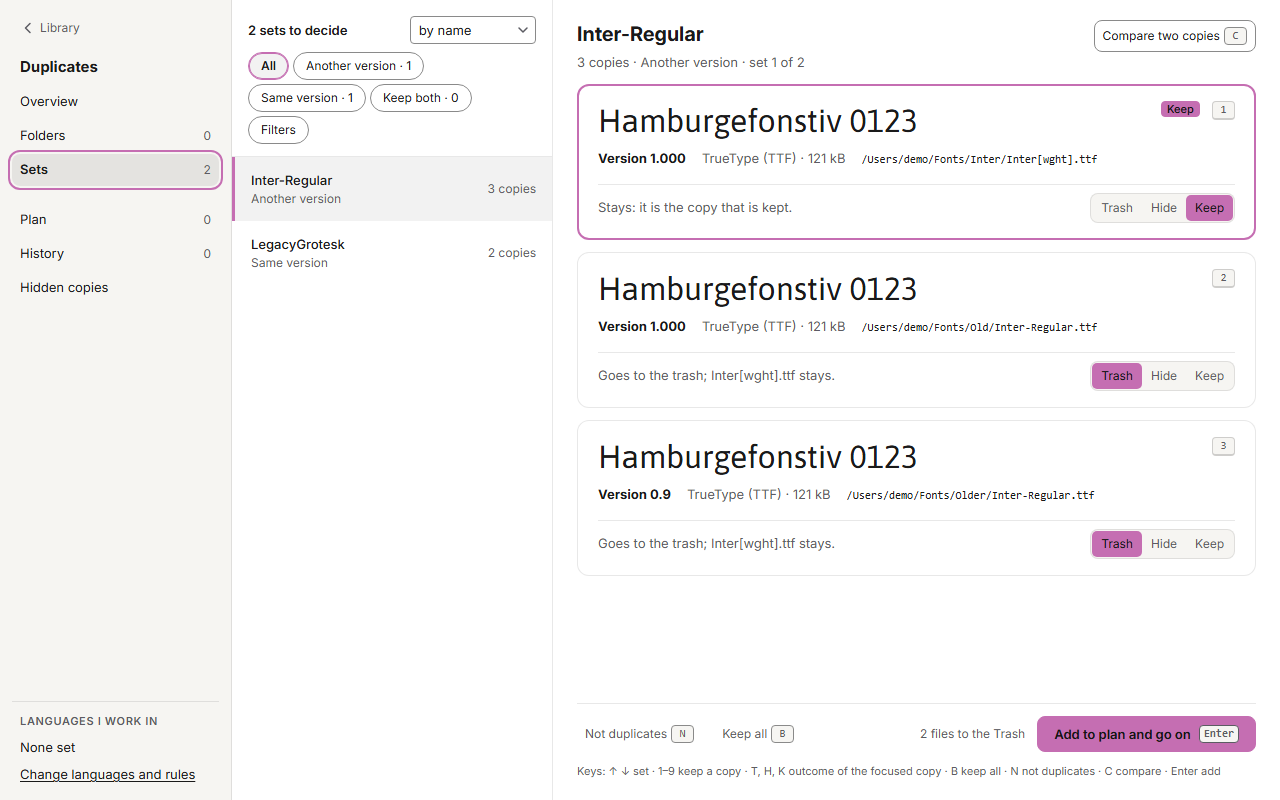 Library
Duplicates
Overview
Folders 0
Sets 2
Plan 0
History 0
Hidden copies
LANGUAGES I WORK IN
None set
Change languages and rules
2 sets to decide
by name
All
Another version · 1
Same version · 1
Keep both · 0
Filters
Inter-Regular
Another version
3 copies
LegacyGrotesk
Same version
2 copies
Inter-Regular
3 copies · Another version · set 1 of 2
Compare two copies C
Hamburgefonstiv 0123
Keep 1
Version 1.000 TrueType (TTF) · 121 kB /Users/demo/Fonts/Inter/Inter[wght].ttf
Stays: it is the copy that is kept.
Trash Hide Keep
Hamburgefonstiv 0123
2
Version 1.000 TrueType (TTF) · 121 kB /Users/demo/Fonts/Old/Inter-Regular.ttf
Goes to the trash; Inter[wght].ttf stays.
Trash Hide Keep
Hamburgefonstiv 0123
3
Version 0.9 TrueType (TTF) · 121 kB /Users/demo/Fonts/Older/Inter-Regular.ttf
Goes to the trash; Inter[wght].ttf stays.
Trash Hide Keep
Not duplicates N
Keep all B
2 files to the Trash
Add to plan and go on Enter
Keys: ↑ ↓ set · 1–9 keep a copy · T, H, K outcome of the focused copy · B keep all · N not duplicates · C compare · Enter add